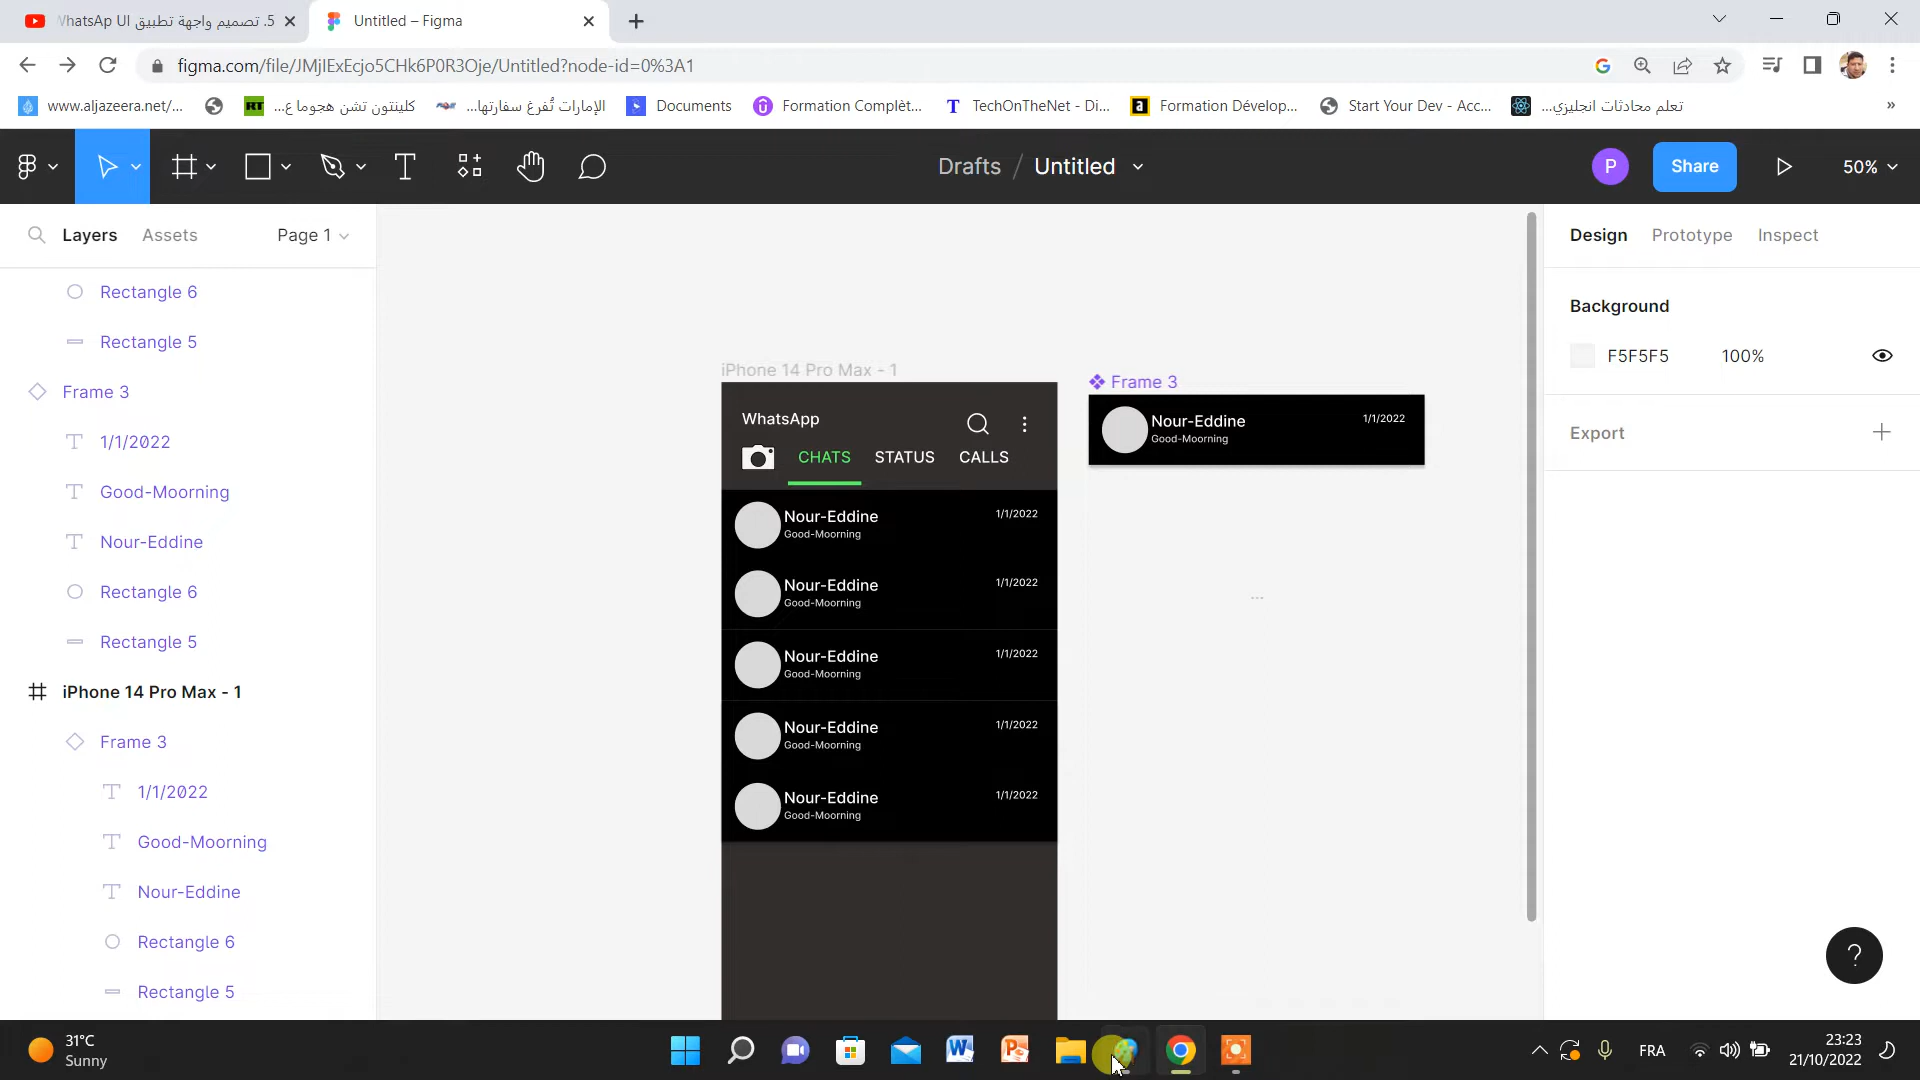 5. تصميم واجهة تطبيق WhatsAp UI
Untitled – Figma
figma.com/file/JMjIExEcjo5CHk6P0R3Oje/Untitled?node-id=0%3A1
www.aljazeera.net/...
كلينتون تشن هجوما ع...
الإمارات تُفرغ سفارتها...
Documents
Formation Complèt...
TechOnTheNet - Di...
Formation Dévelop...
Start Your Dev - Acc...
تعلم محادثات انجليزي...
Drafts / Untitled
P
Share
50%
Layers
Assets
Page 1
Rectangle 6
Rectangle 5
Frame 3
1/1/2022
Good-Moorning
Nour-Eddine
Rectangle 6
Rectangle 5
iPhone 14 Pro Max - 1
Frame 3
1/1/2022
Good-Moorning
Nour-Eddine
Rectangle 6
Rectangle 5
iPhone 14 Pro Max - 1
WhatsApp
CHATS STATUS CALLS
Nour-Eddine 1/1/2022
Good-Moorning
Nour-Eddine 1/1/2022
Good-Moorning
Nour-Eddine 1/1/2022
Good-Moorning
Nour-Eddine 1/1/2022
Good-Moorning
Nour-Eddine 1/1/2022
Good-Moorning
Frame 3
Nour-Eddine 1/1/2022
Good-Moorning
...
Design
Prototype
Inspect
Background
F5F5F5 100%
Export
?
31°C
Sunny
FRA
23:23
21/10/2022